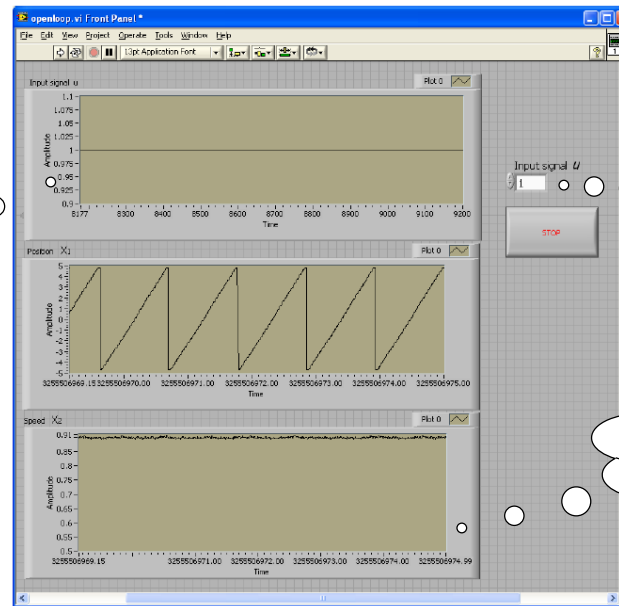 openloop.vi Front Panel *
File Edit View Project Operate Tools Window Help
13pt Application Font
Input signal u
Plot 0
1.1
1.075
1.05
1.025
1
0.975
0.95
0.925
0.9
Amplitude
8177 8300 8400 8500 8600 8700 8800 8900 9000 9100 9200
Time
Input signal u
1
STOP
Position X1
Plot 0
5
4
3
2
1
0
-1
-2
-3
-4
-5
Amplitude
3255506969.15 3255506970.00 3255506971.00 3255506972.00 3255506973.00 3255506974.00 3255506975.00
Time
Speed X2
Plot 0
0.91
0.85
0.8
0.75
0.7
0.65
0.6
0.55
0.5
Amplitude
3255506969.15 3255506971.00 3255506972.00 3255506973.00 3255506974.00 3255506974.99
Time